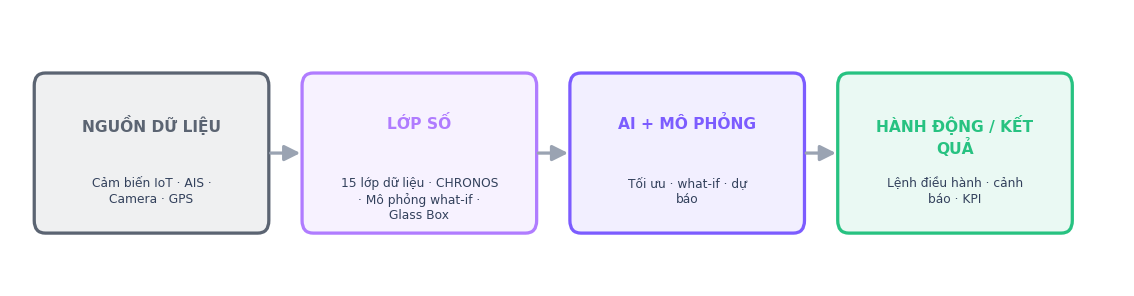 NGUỒN DỮ LIỆU
Cảm biến IoT · AIS ·
Camera · GPS
LỚP SỐ
15 lớp dữ liệu · CHRONOS
· Mô phỏng what-if ·
Glass Box
AI + MÔ PHỎNG
Tối ưu · what-if · dự
báo
HÀNH ĐỘNG / KẾT
QUẢ
Lệnh điều hành · cảnh
báo · KPI